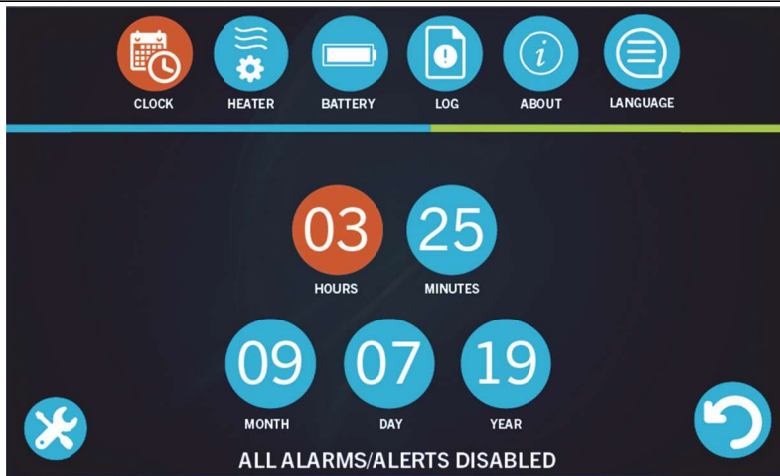 CLOCK HEATER BATTERY LOG ABOUT LANGUAGE
03 25
HOURS MINUTES
09 07 19
MONTH DAY YEAR
ALL ALARMS/ALERTS DISABLED